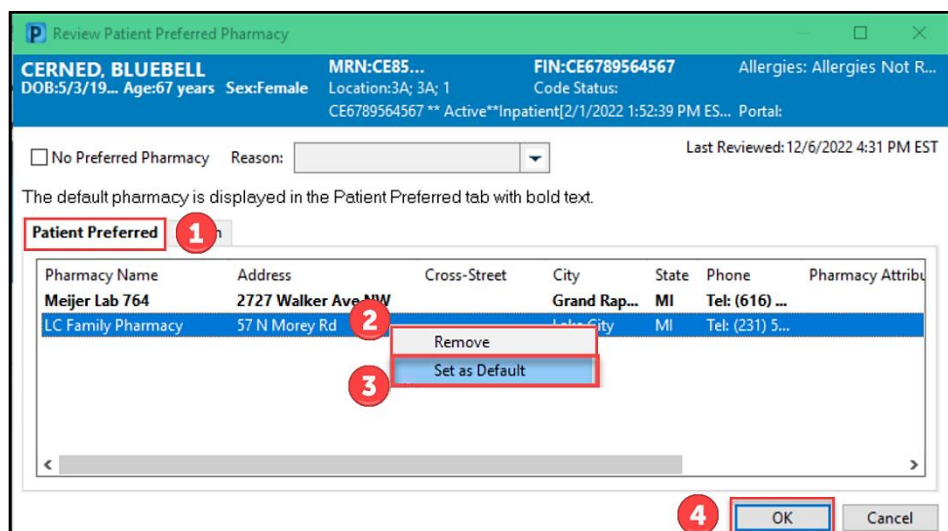 P Review Patient Preferred Pharmacy
CERNED, BLUEBELL MRN:CE85... FIN:CE6789564567 Allergies: Allergies Not R...
DOB:5/3/19... Age:67 years Sex:Female Location:3A; 3A; 1 Code Status:
CE6789564567 ** Active**Inpatient[2/1/2022 1:52:39 PM ES... Portal:
No Preferred Pharmacy Reason: Last Reviewed: 12/6/2022 4:31 PM EST
The default pharmacy is displayed in the Patient Preferred tab with bold text.
Patient Preferred 1
Pharmacy Name Address Cross-Street City State Phone Pharmacy Attribu
Meijer Lab 764 2727 Walker Ave NW Grand Rap... MI Tel: (616) ...
LC Family Pharmacy 57 N Morey Rd 2 Lake City MI Tel: (231) 5...
Remove
3 Set as Default
4 OK Cancel